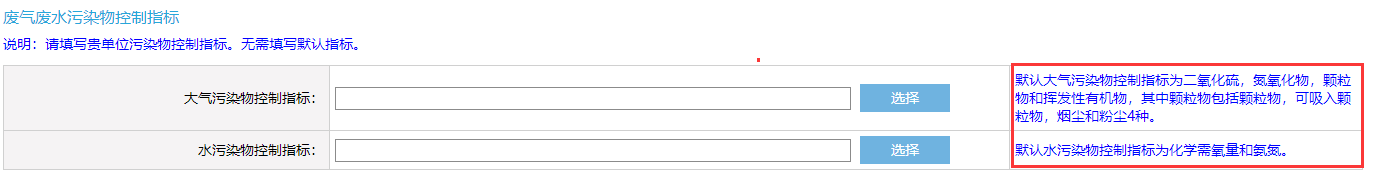 废气废水污染物控制指标
说明：请填写贵单位污染物控制指标。无需填写默认指标。
大气污染物控制指标：
选择
默认大气污染物控制指标为二氧化硫，氮氧化物，颗粒
物和挥发性有机物，其中颗粒物包括颗粒物，可吸入颗
粒物，烟尘和粉尘4种。
水污染物控制指标：
选择
默认水污染物控制指标为化学需氧量和氨氮。